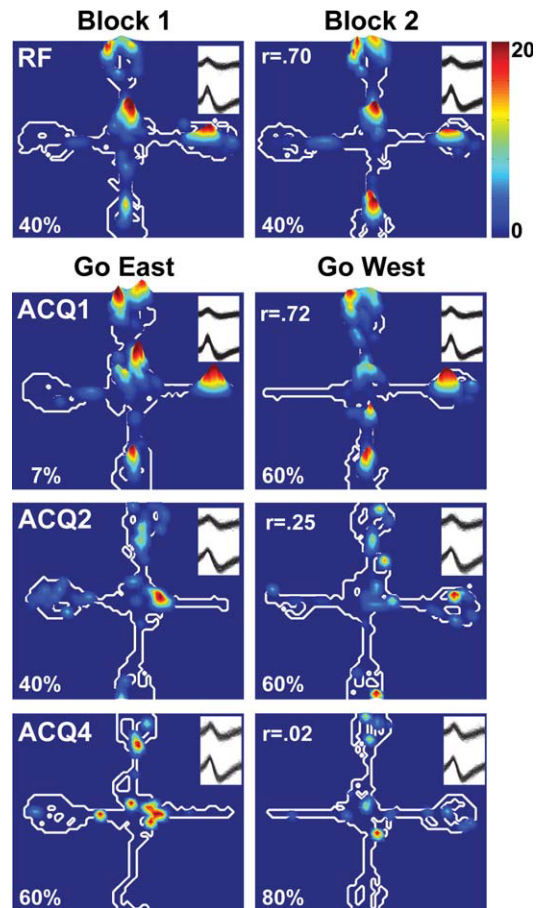 Block 1 Block 2
RF r=.70 20
40% 40% 0
Go East Go West
ACQ1 r=.72
7% 60%
ACQ2 r=.25
40% 60%
ACQ4 r=.02
60% 80%